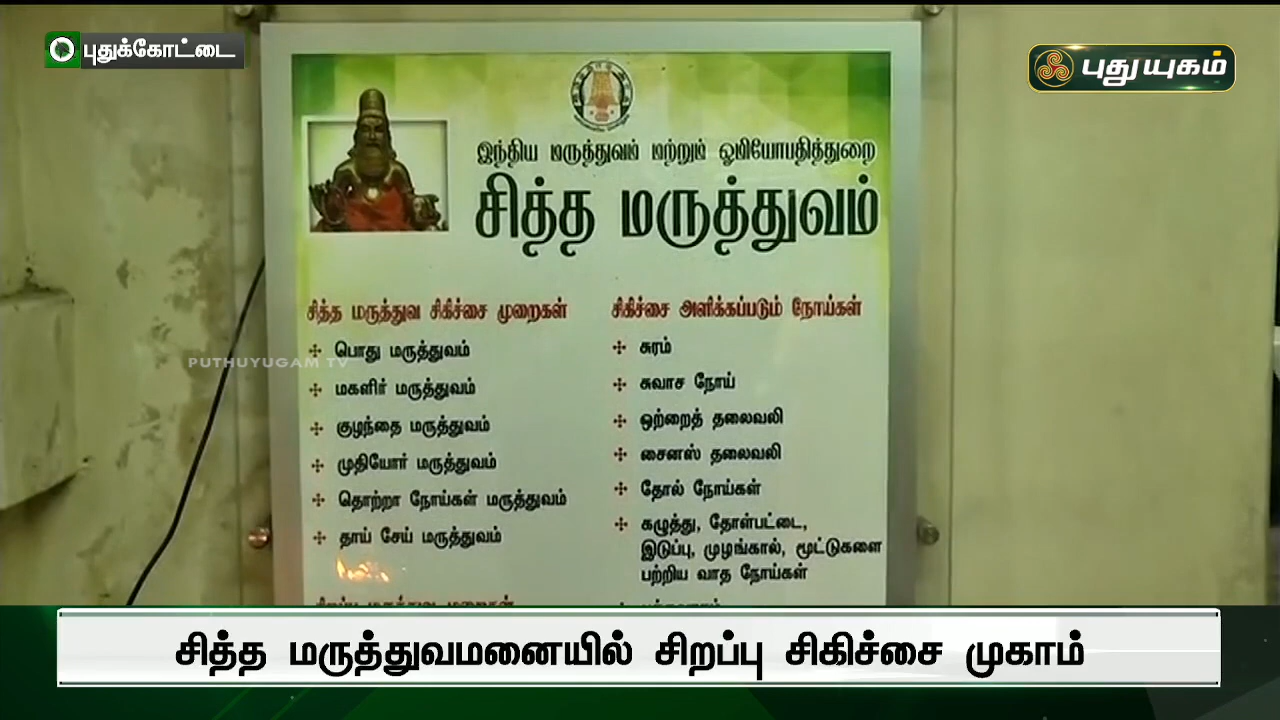 புதுக்கோட்டை
புதுயுகம்
இந்திய மருத்துவம் மற்றும் ஓமியோபதித்துறை
சித்த மருத்துவம்
சித்த மருத்துவ சிகிச்சை முறைகள்
பொது மருத்துவம்
மகளிர் மருத்துவம்
குழந்தை மருத்துவம்
முதியோர் மருத்துவம்
தொற்றா நோய்கள் மருத்துவம்
தாய் சேய் மருத்துவம்
சிகிச்சை அளிக்கப்படும் நோய்கள்
சுரம்
சுவாச நோய்
ஒற்றைத் தலைவலி
சைனஸ் தலைவலி
தோல் நோய்கள்
கழுத்து, தோள்பட்டை,
இடுப்பு, முழங்கால், மூட்டுகளை
பற்றிய வாத நோய்கள்
PUTHUYUGAM TV
சித்த மருத்துவமனையில் சிறப்பு சிகிச்சை முகாம்